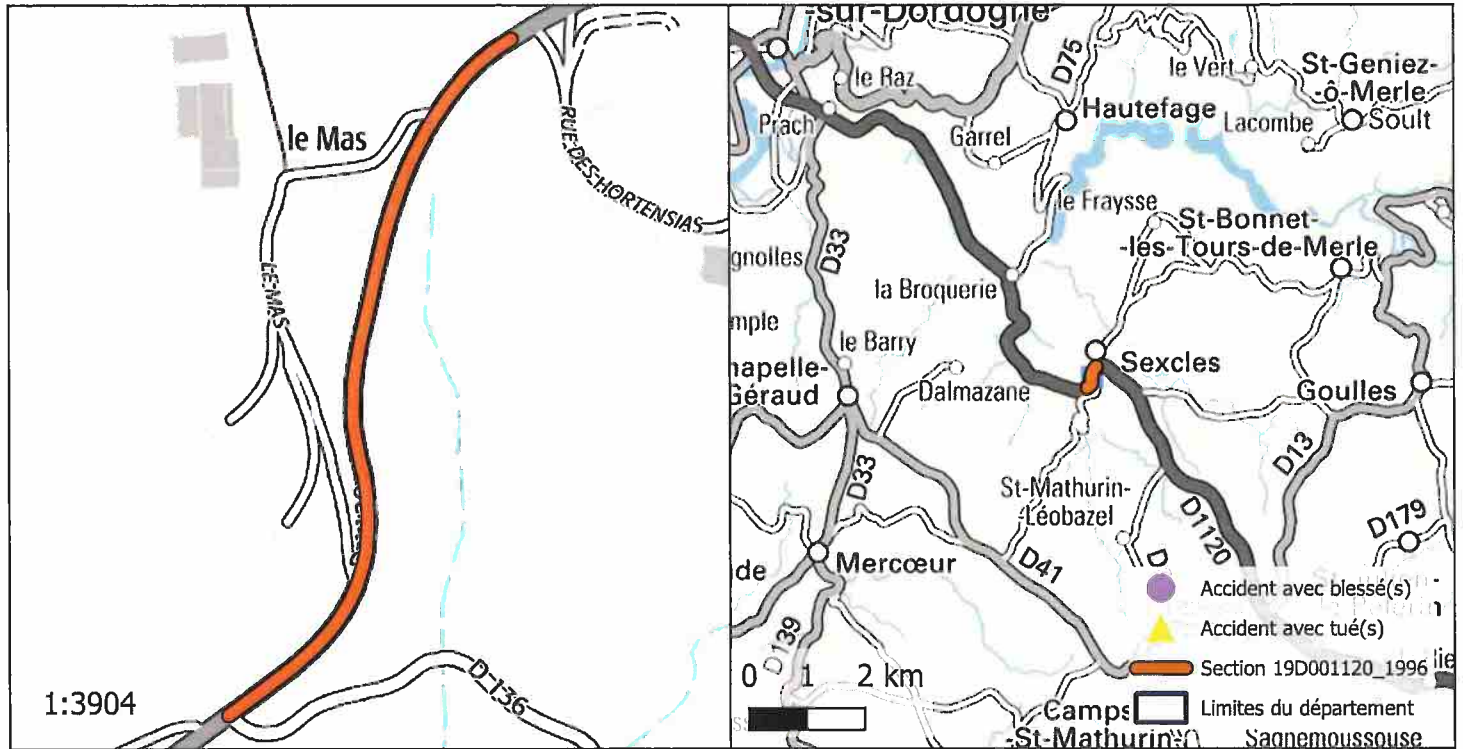 le Mas
RUE-DES-HORTENSIAS
LE-MAS
D-136
1:3904
-sur-Dordogne
le Raz
D75
le Vert
St-Geniez-
-ô-Merle
Hautefage
Lacombe
Soult
Prach
Garrel
le Fraysse
St-Bonnet-
-les-Tours-de-Merle
D33
gnolles
la Broquerie
mple
le Barry
Sexcles
hapelle-
Géraud
Dalmazane
Goulles
D13
D33
St-Mathurin-
Léobazel
D1120
D179
de
Mercœur
D41
D
D139
Accident avec blessé(s)
Accident avec tué(s)
0 1 2 km
Section 19D001120_1996
lie
Limites du département
Camps
-St-Mathurin-
Sagnemoussouse